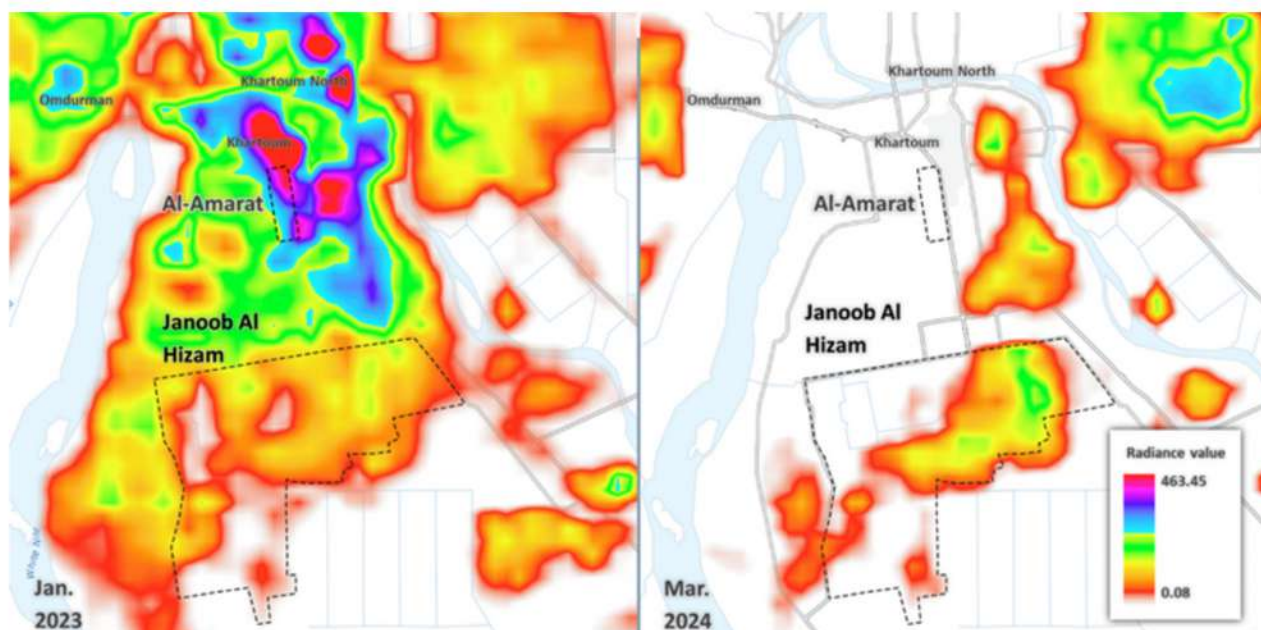 Khartoum North
Omdurman
Khartoum
Al-Amarat
Janoob Al
Hizam
White Nile
Jan.
2023
Khartoum North
Omdurman
Khartoum
Al-Amarat
Janoob Al
Hizam
Radiance value
463.45
0.08
Mar.
2024